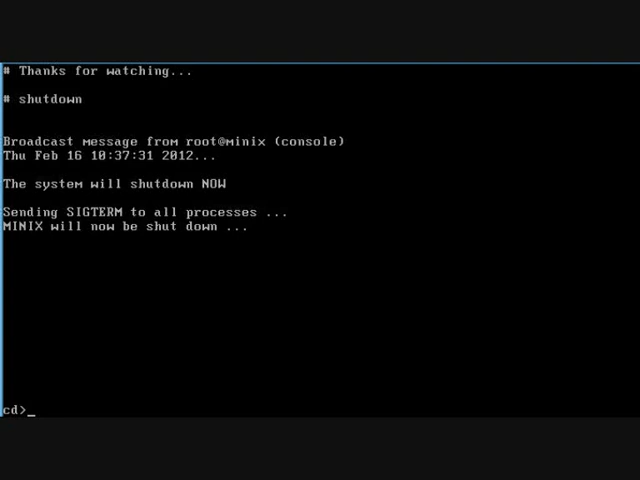 # Thanks for watching...
# shutdown
Broadcast message from root@minix (console)
Thu Feb 16 10:37:31 2012...
The system will shutdown NOW
Sending SIGTERM to all processes ...
MINIX will now be shut down ...
cd>_